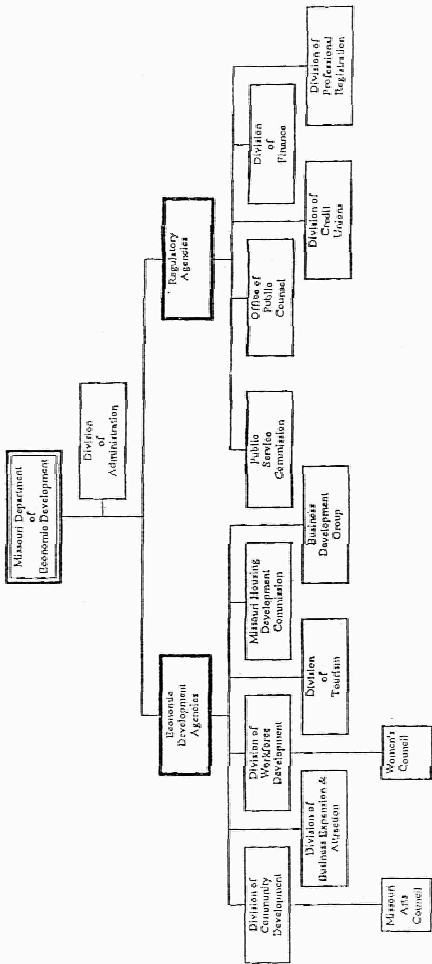 Missouri Department
of
Economic Development
Division
of
Administration
Economic
Development
Agencies
Regulatory
Agencies
Division of
Community
Development
Division of
Business Expansion &
Attraction
Division of
Workforce
Development
Division
of
Tourism
Missouri Housing
Development
Commission
Business
Development
Group
Public
Service
Commission
Office of
Public
Counsel
Division of
Credit
Unions
Division
of
Finance
Division of
Professional
Registration
Missouri
Arts
Council
Women's
Council